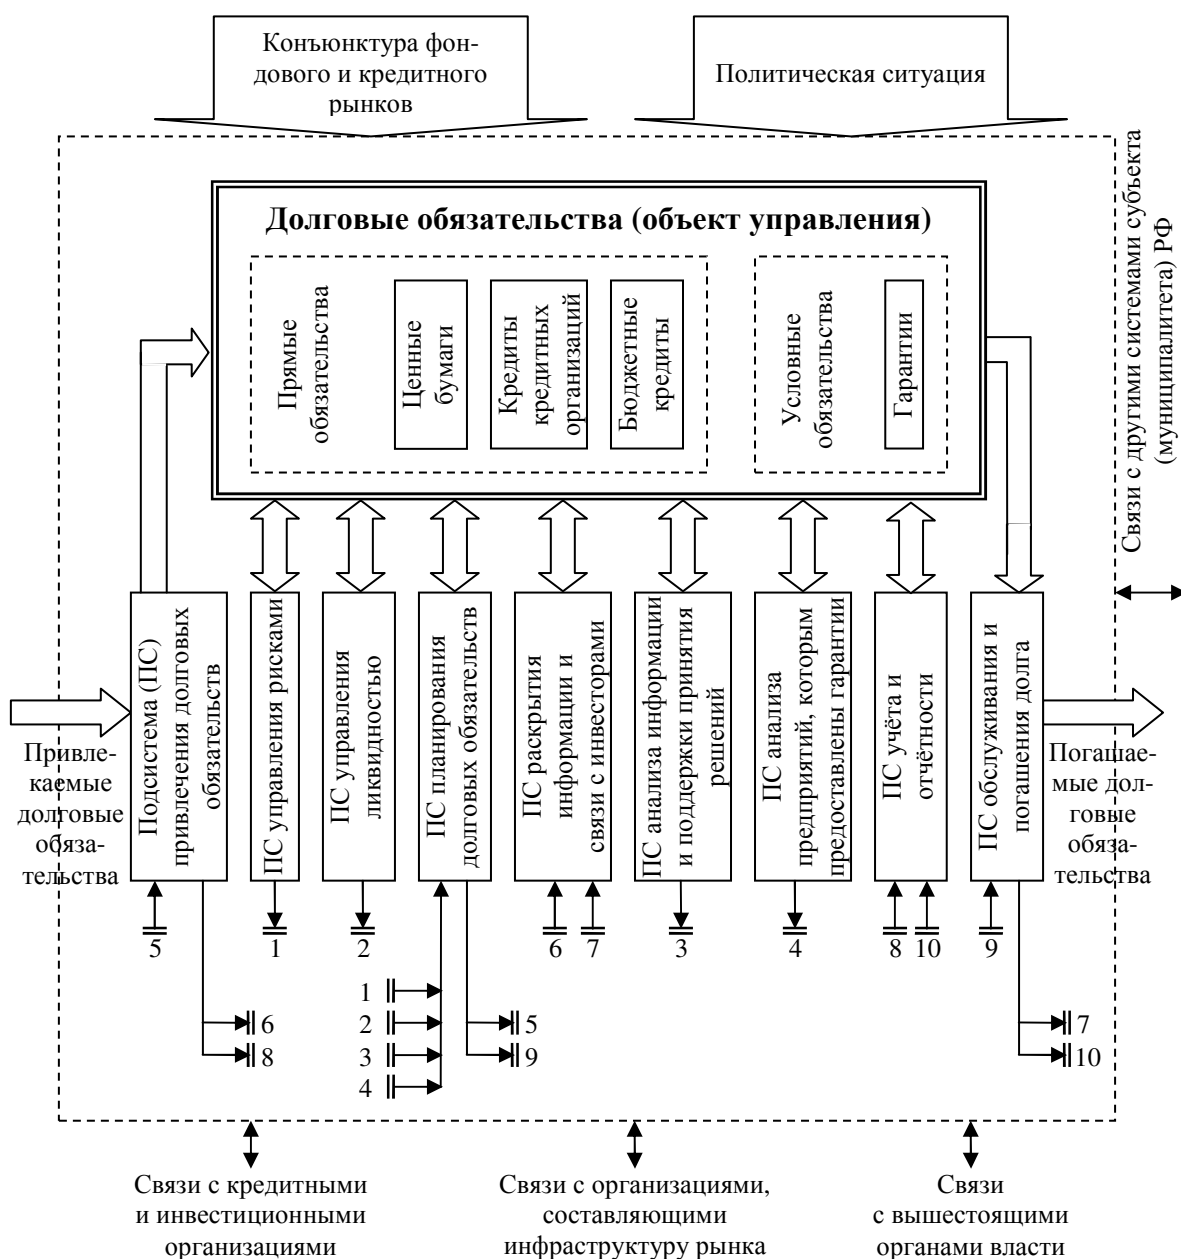 Конъюнктура фон-
дового и кредитного
рынков
Политическая ситуация
Долговые обязательства (объект управления)
Прямые
обязательства
Ценные
бумаги
Кредиты
кредитных
организаций
Бюджетные
кредиты
Условные
обязательства
Гарантии
Связи с другими системами субъекта
(муниципалитета) РФ
Привле-
каемые
долговые
обяза-
тельства
Подсистема (ПС)
привлечения долговых
обязательств
ПС управления рисками
ПС управления
ликвидностью
ПС планирования
долговых обязательств
ПС раскрытия
информации и
связи с инвесторами
ПС анализа информации
и поддержки принятия
решений
ПС анализа
предприятий, которым
предоставлены гарантии
ПС учёта и
отчётности
ПС обслуживания и
погашения долга
Погашае-
мые дол-
говые
обяза-
тельства
5
1
2
6
7
3
4
8
10
9
1
2
3
4
6
8
5
9
7
10
Связи с кредитными
и инвестиционными
организациями
Связи с организациями,
составляющими
инфраструктуру рынка
Связи
с вышестоящими
органами власти